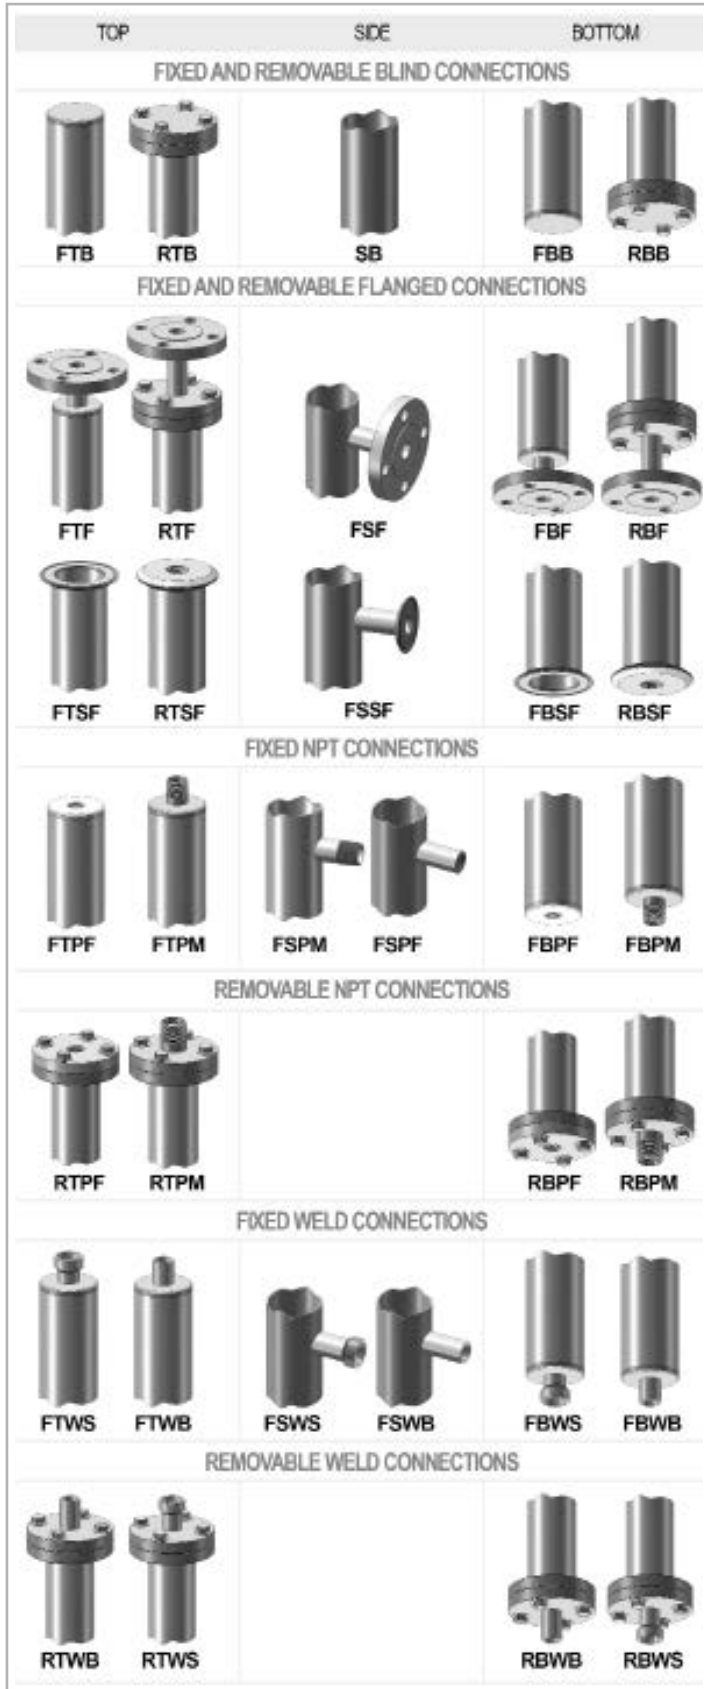 TOP SIDE BOTTOM
FIXED AND REMOVABLE BLIND CONNECTIONS
FTB RTB SB FBB RBB
FIXED AND REMOVABLE FLANGED CONNECTIONS
FTF RTF FSF FBF RBF
FTSF RTSF FSSF FBSF RBSF
FIXED NPT CONNECTIONS
FTPF FTPM FSPM FSPF FBPF FBPM
REMOVABLE NPT CONNECTIONS
RTPF RTPM RBPF RBPM
FIXED WELD CONNECTIONS
FTWS FTWB FSWS FSWB FBWS FBWB
REMOVABLE WELD CONNECTIONS
RTWB RTWS RBWB RBWS